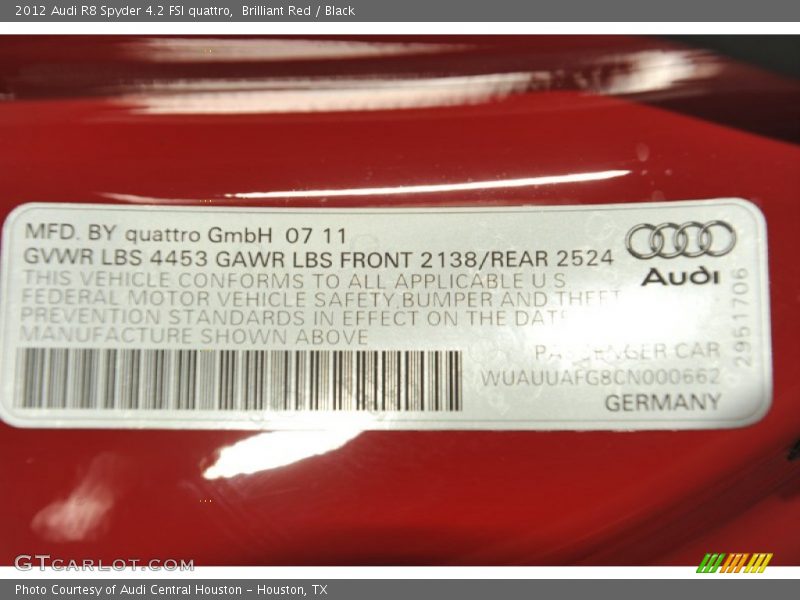 2012 Audi R8 Spyder 4.2 FSI quattro,  Brilliant Red / Black
MFD. BY quattro GmbH 07 11
GVWR LBS 4453 GAWR LBS FRONT 2138/REAR 2524
THIS VEHICLE CONFORMS TO ALL APPLICABLE U S
FEDERAL MOTOR VEHICLE SAFETY, BUMPER AND THEFT
PREVENTION STANDARDS IN EFFECT ON THE DATE
MANUFACTURE SHOWN ABOVE
Audi
2951706
PASSENGER CAR
WUAUUAFG8CN000662
GERMANY
GTCARLOT.COM
Photo Courtesy of Audi Central Houston - Houston, TX